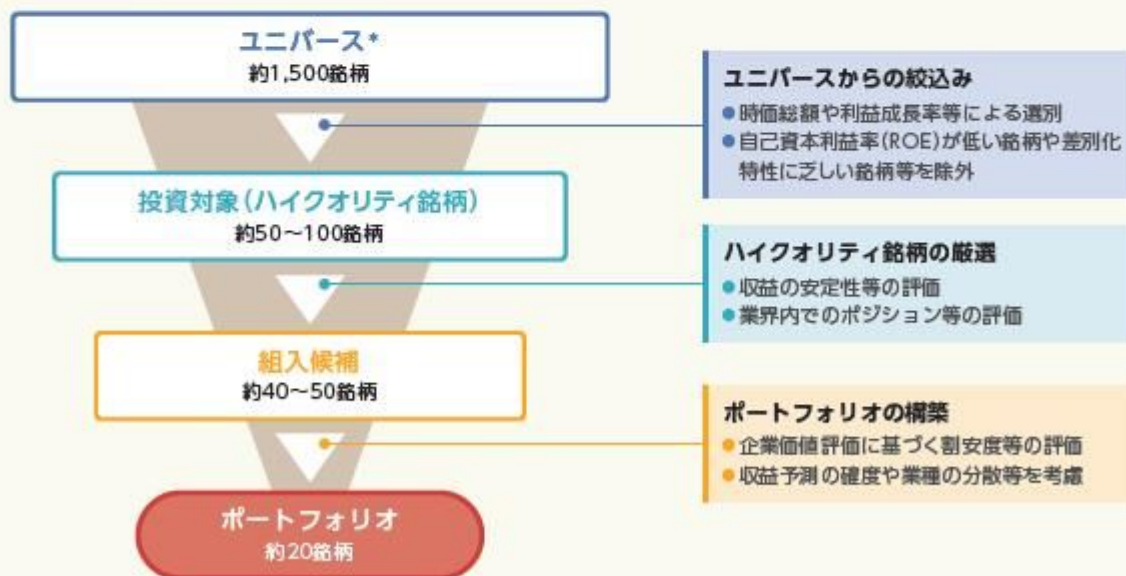 ユニバース*
約1,500銘柄
ユニバースからの絞込み
●時価総額や利益成長率等による選別
●自己資本利益率(ROE)が低い銘柄や差別化
特性に乏しい銘柄等を除外
投資対象(ハイクオリティ銘柄)
約50~100銘柄
ハイクオリティ銘柄の厳選
●収益の安定性等の評価
●業界内でのポジション等の評価
組入候補
約40~50銘柄
ポートフォリオの構築
●企業価値評価に基づく割安度等の評価
●収益予測の確度や業種の分散等を考慮
ポートフォリオ
約20銘柄